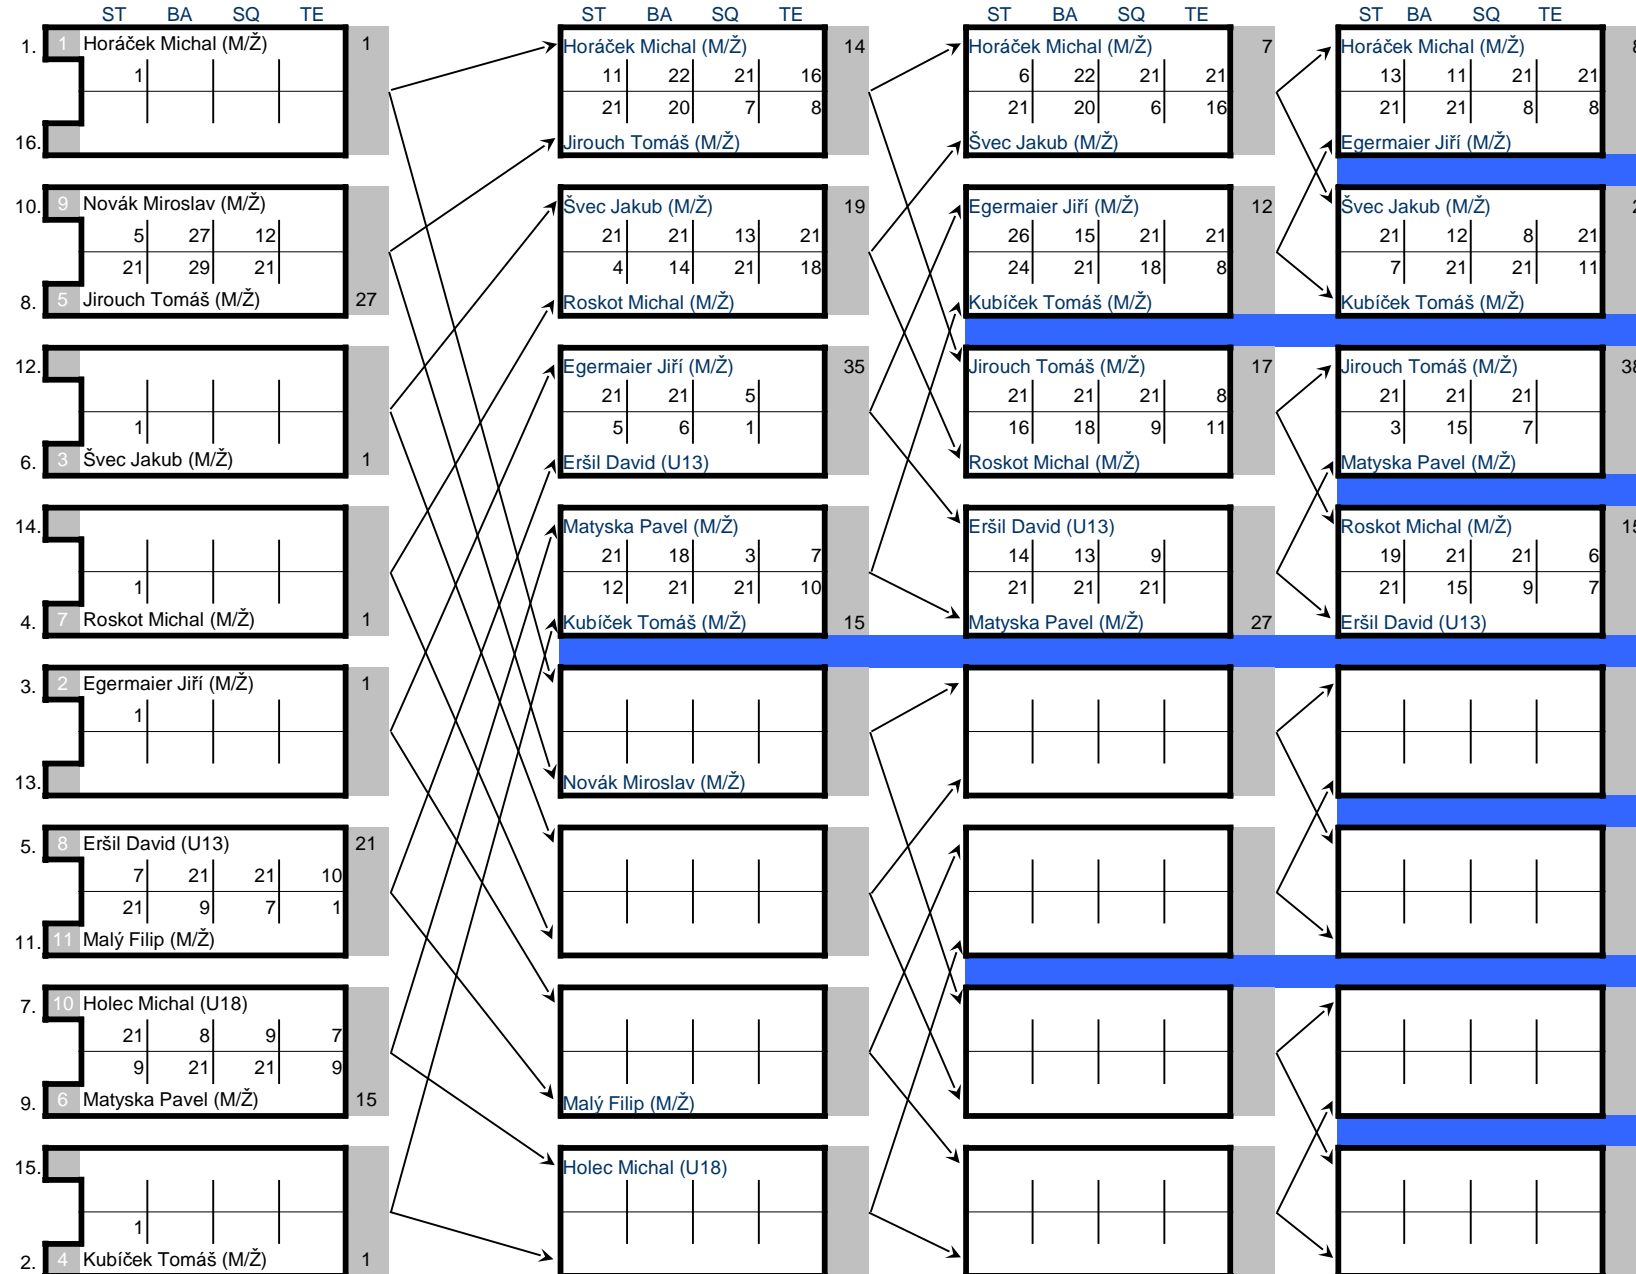 ST BA SQ TE ST BA SQ TE ST BA SQ TE ST BA SQ TE
1. 1 Horáček Michal (M/Ž) 1
1
16.
10. 9 Novák Miroslav (M/Ž)
5 27 12
21 29 21
8. 5 Jirouch Tomáš (M/Ž) 27
12.
1
6. 3 Švec Jakub (M/Ž) 1
14.
1
4. 7 Roskot Michal (M/Ž) 1
3. 2 Egermaier Jiří (M/Ž) 1
1
13.
5. 8 Eršil David (U13) 21
7 21 21 10
21 9 7 1
11. 11 Malý Filip (M/Ž)
7. 10 Holec Michal (U18)
21 8 9 7
9 21 21 9
9. 6 Matyska Pavel (M/Ž) 15
15.
1
2. 4 Kubíček Tomáš (M/Ž) 1
Horáček Michal (M/Ž) 14
11 22 21 16
21 20 7 8
Jirouch Tomáš (M/Ž)
Švec Jakub (M/Ž) 19
21 21 13 21
4 14 21 18
Roskot Michal (M/Ž)
Egermaier Jiří (M/Ž) 35
21 21 5
5 6 1
Eršil David (U13)
Matyska Pavel (M/Ž)
21 18 3 7
12 21 21 10
Kubíček Tomáš (M/Ž) 15
Novák Miroslav (M/Ž)
Malý Filip (M/Ž)
Holec Michal (U18)
Horáček Michal (M/Ž) 7
6 22 21 21
21 20 6 16
Švec Jakub (M/Ž)
Egermaier Jiří (M/Ž) 12
26 15 21 21
24 21 18 8
Kubíček Tomáš (M/Ž)
Jirouch Tomáš (M/Ž) 17
21 21 21 8
16 18 9 11
Roskot Michal (M/Ž)
Eršil David (U13)
14 13 9
21 21 21
Matyska Pavel (M/Ž) 27
Horáček Michal (M/Ž)
13 11 21 21
21 21 8 8
Egermaier Jiří (M/Ž)
Švec Jakub (M/Ž)
21 12 8 21
7 21 21 11
Kubíček Tomáš (M/Ž)
Jirouch Tomáš (M/Ž) 38
21 21 21
3 15 7
Matyska Pavel (M/Ž)
Roskot Michal (M/Ž) 15
19 21 21 6
21 15 9 7
Eršil David (U13)